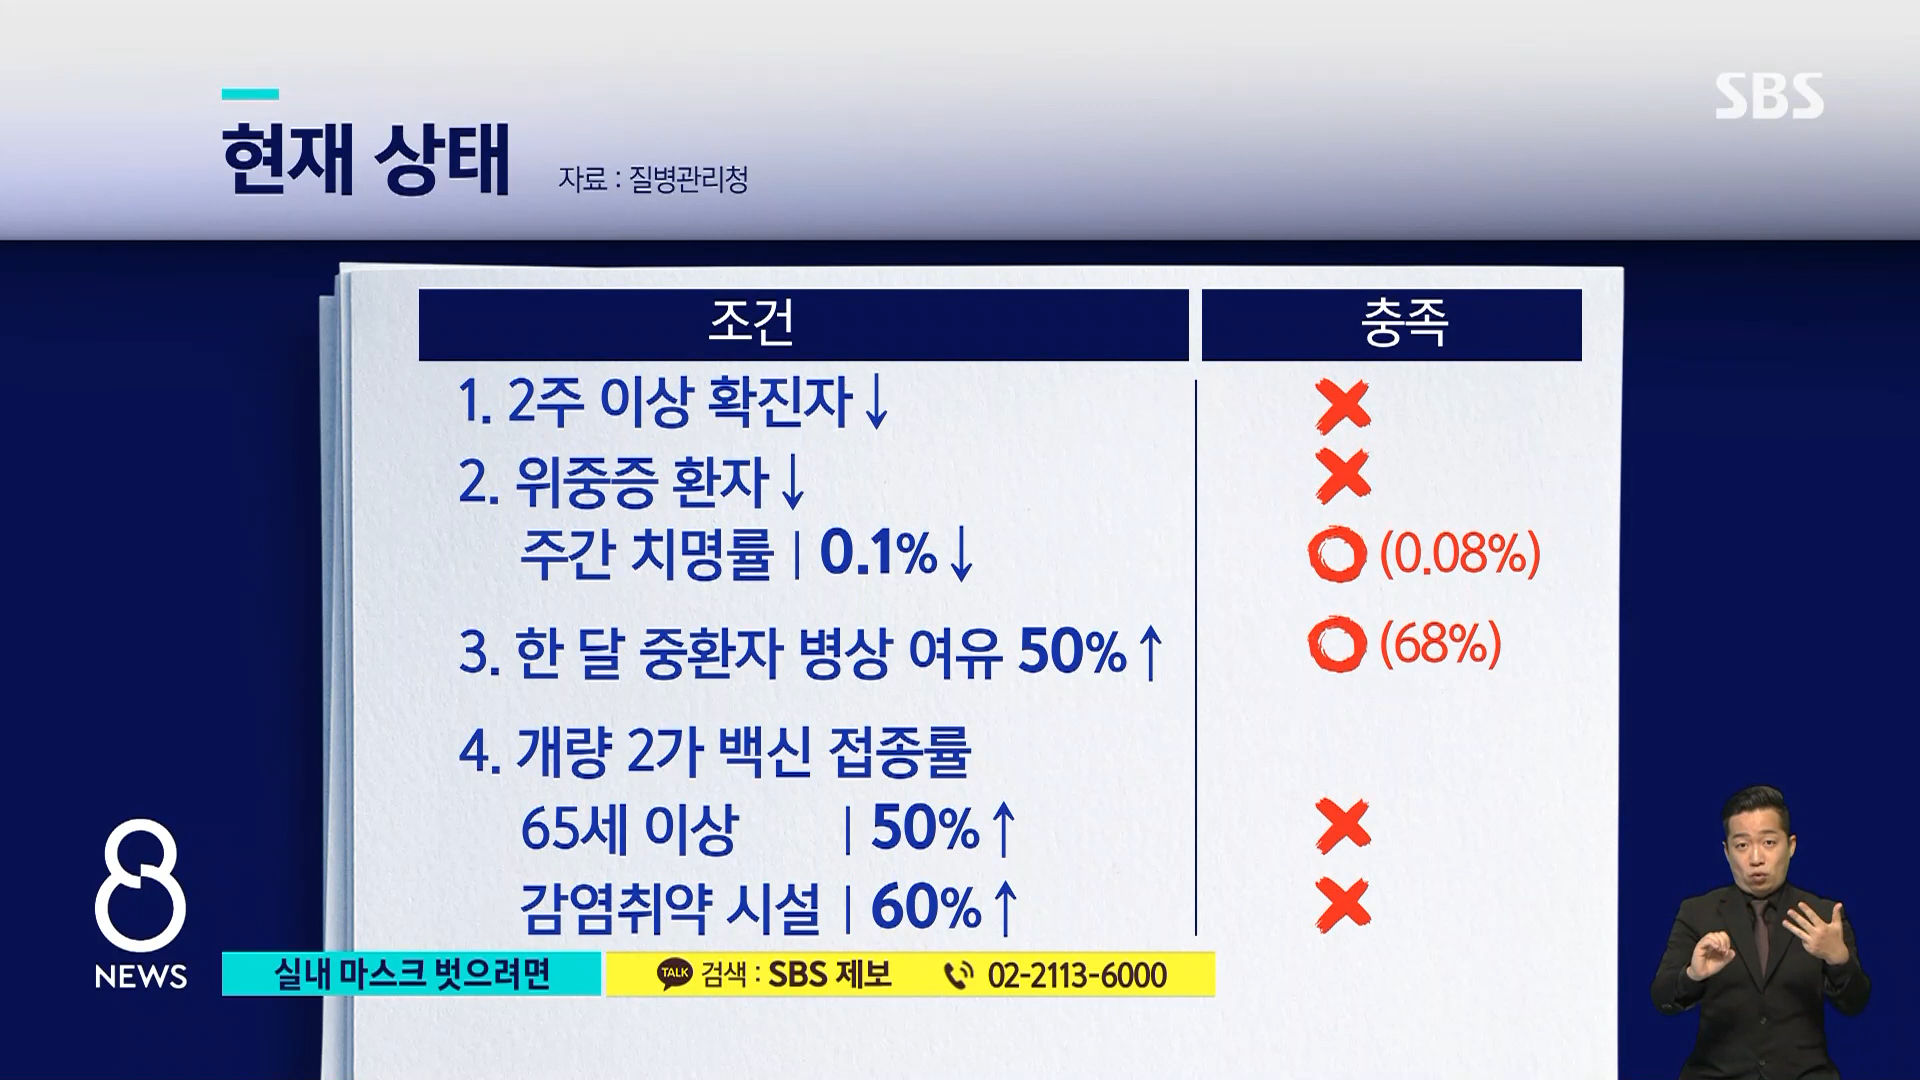 SBS
현재 상태 자료 : 질병관리청
조건 충족
1. 2주 이상 확진자↓
2. 위중증 환자↓
주간 치명률 | 0.1%↓ (0.08%)
3. 한 달 중환자 병상 여유 50%↑ (68%)
4. 개량 2가 백신 접종률
65세 이상 | 50%↑
감염취약 시설 | 60%↑
8
NEWS
실내 마스크 벗으려면 TALK 검색 : SBS 제보 02-2113-6000